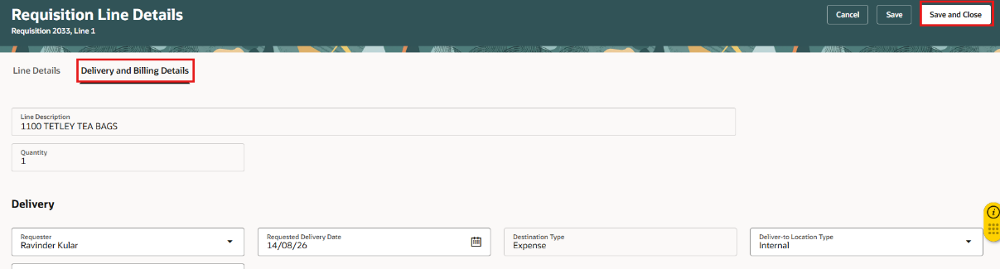 Requisition Line Details
Cancel
Save
Save and Close
Requisition 2033, Line 1
Line Details
Delivery and Billing Details
Line Description
1100 TETLEY TEA BAGS
Quantity
1
Delivery
Requester
Ravinder Kular
Requested Delivery Date
14/08/26
Destination Type
Expense
Deliver-to Location Type
Internal